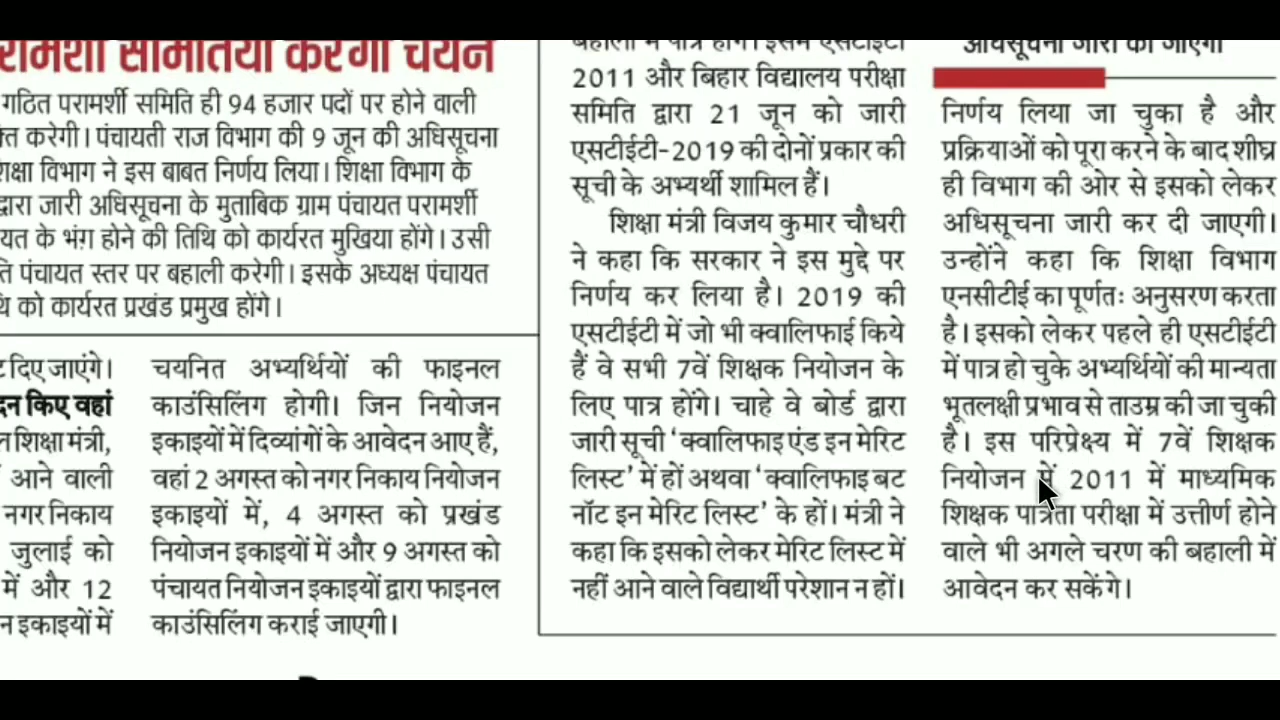 परामर्शी समितियां करेंगी चयन
गठित परामर्शी समिति ही 94 हजार पदों पर होने वाली
करेगी। पंचायती राज विभाग की 9 जून की अधिसूचना
शिक्षा विभाग ने इस बाबत निर्णय लिया। शिक्षा विभाग के
द्वारा जारी अधिसूचना के मुताबिक ग्राम पंचायत परामर्शी
के भंग होने की तिथि को कार्यरत मुखिया होंगे। उसी
पंचायत स्तर पर बहाली करेगी। इसके अध्यक्ष पंचायत
को कार्यरत प्रखंड प्रमुख होंगे।
दिए जाएंगे।
किए वहां
शिक्षा मंत्री,
आने वाली
नगर निकाय
जुलाई को
में और 12
इकाइयों में
चयनित अभ्यर्थियों की फाइनल
काउंसिलिंग होगी। जिन नियोजन
इकाइयों में दिव्यांगों के आवेदन आए हैं,
वहां 2 अगस्त को नगर निकाय नियोजन
इकाइयों में, 4 अगस्त को प्रखंड
नियोजन इकाइयों में और 9 अगस्त को
पंचायत नियोजन इकाइयों द्वारा फाइनल
काउंसिलिंग कराई जाएगी।
बहाली में पात्र होंगे। इसमें एसटीईटी
2011 और बिहार विद्यालय परीक्षा
समिति द्वारा 21 जून को जारी
एसटीईटी-2019 की दोनों प्रकार की
सूची के अभ्यर्थी शामिल हैं।
शिक्षा मंत्री विजय कुमार चौधरी
ने कहा कि सरकार ने इस मुद्दे पर
निर्णय कर लिया है। 2019 की
एसटीईटी में जो भी क्वालिफाई किये
हैं वे सभी 7वें शिक्षक नियोजन के
लिए पात्र होंगे। चाहे वे बोर्ड द्वारा
जारी सूची ‘क्वालिफाइ एंड इन मेरिट
लिस्ट’ में हों अथवा ‘क्वालिफाइ बट
नॉट इन मेरिट लिस्ट’ के हों। मंत्री ने
कहा कि इसको लेकर मेरिट लिस्ट में
नहीं आने वाले विद्यार्थी परेशान न हों।
अधिसूचना जारी की जाएगी
निर्णय लिया जा चुका है और
प्रक्रियाओं को पूरा करने के बाद शीघ्र
ही विभाग की ओर से इसको लेकर
अधिसूचना जारी कर दी जाएगी।
उन्होंने कहा कि शिक्षा विभाग
एनसीटीई का पूर्णतः अनुसरण करता
है। इसको लेकर पहले ही एसटीईटी
में पात्र हो चुके अभ्यर्थियों की मान्यता
भूतलक्षी प्रभाव से ताउम्र की जा चुकी
है। इस परिप्रेक्ष्य में 7वें शिक्षक
नियोजन में 2011 में माध्यमिक
शिक्षक पात्रता परीक्षा में उत्तीर्ण होने
वाले भी अगले चरण की बहाली में
आवेदन कर सकेंगे।